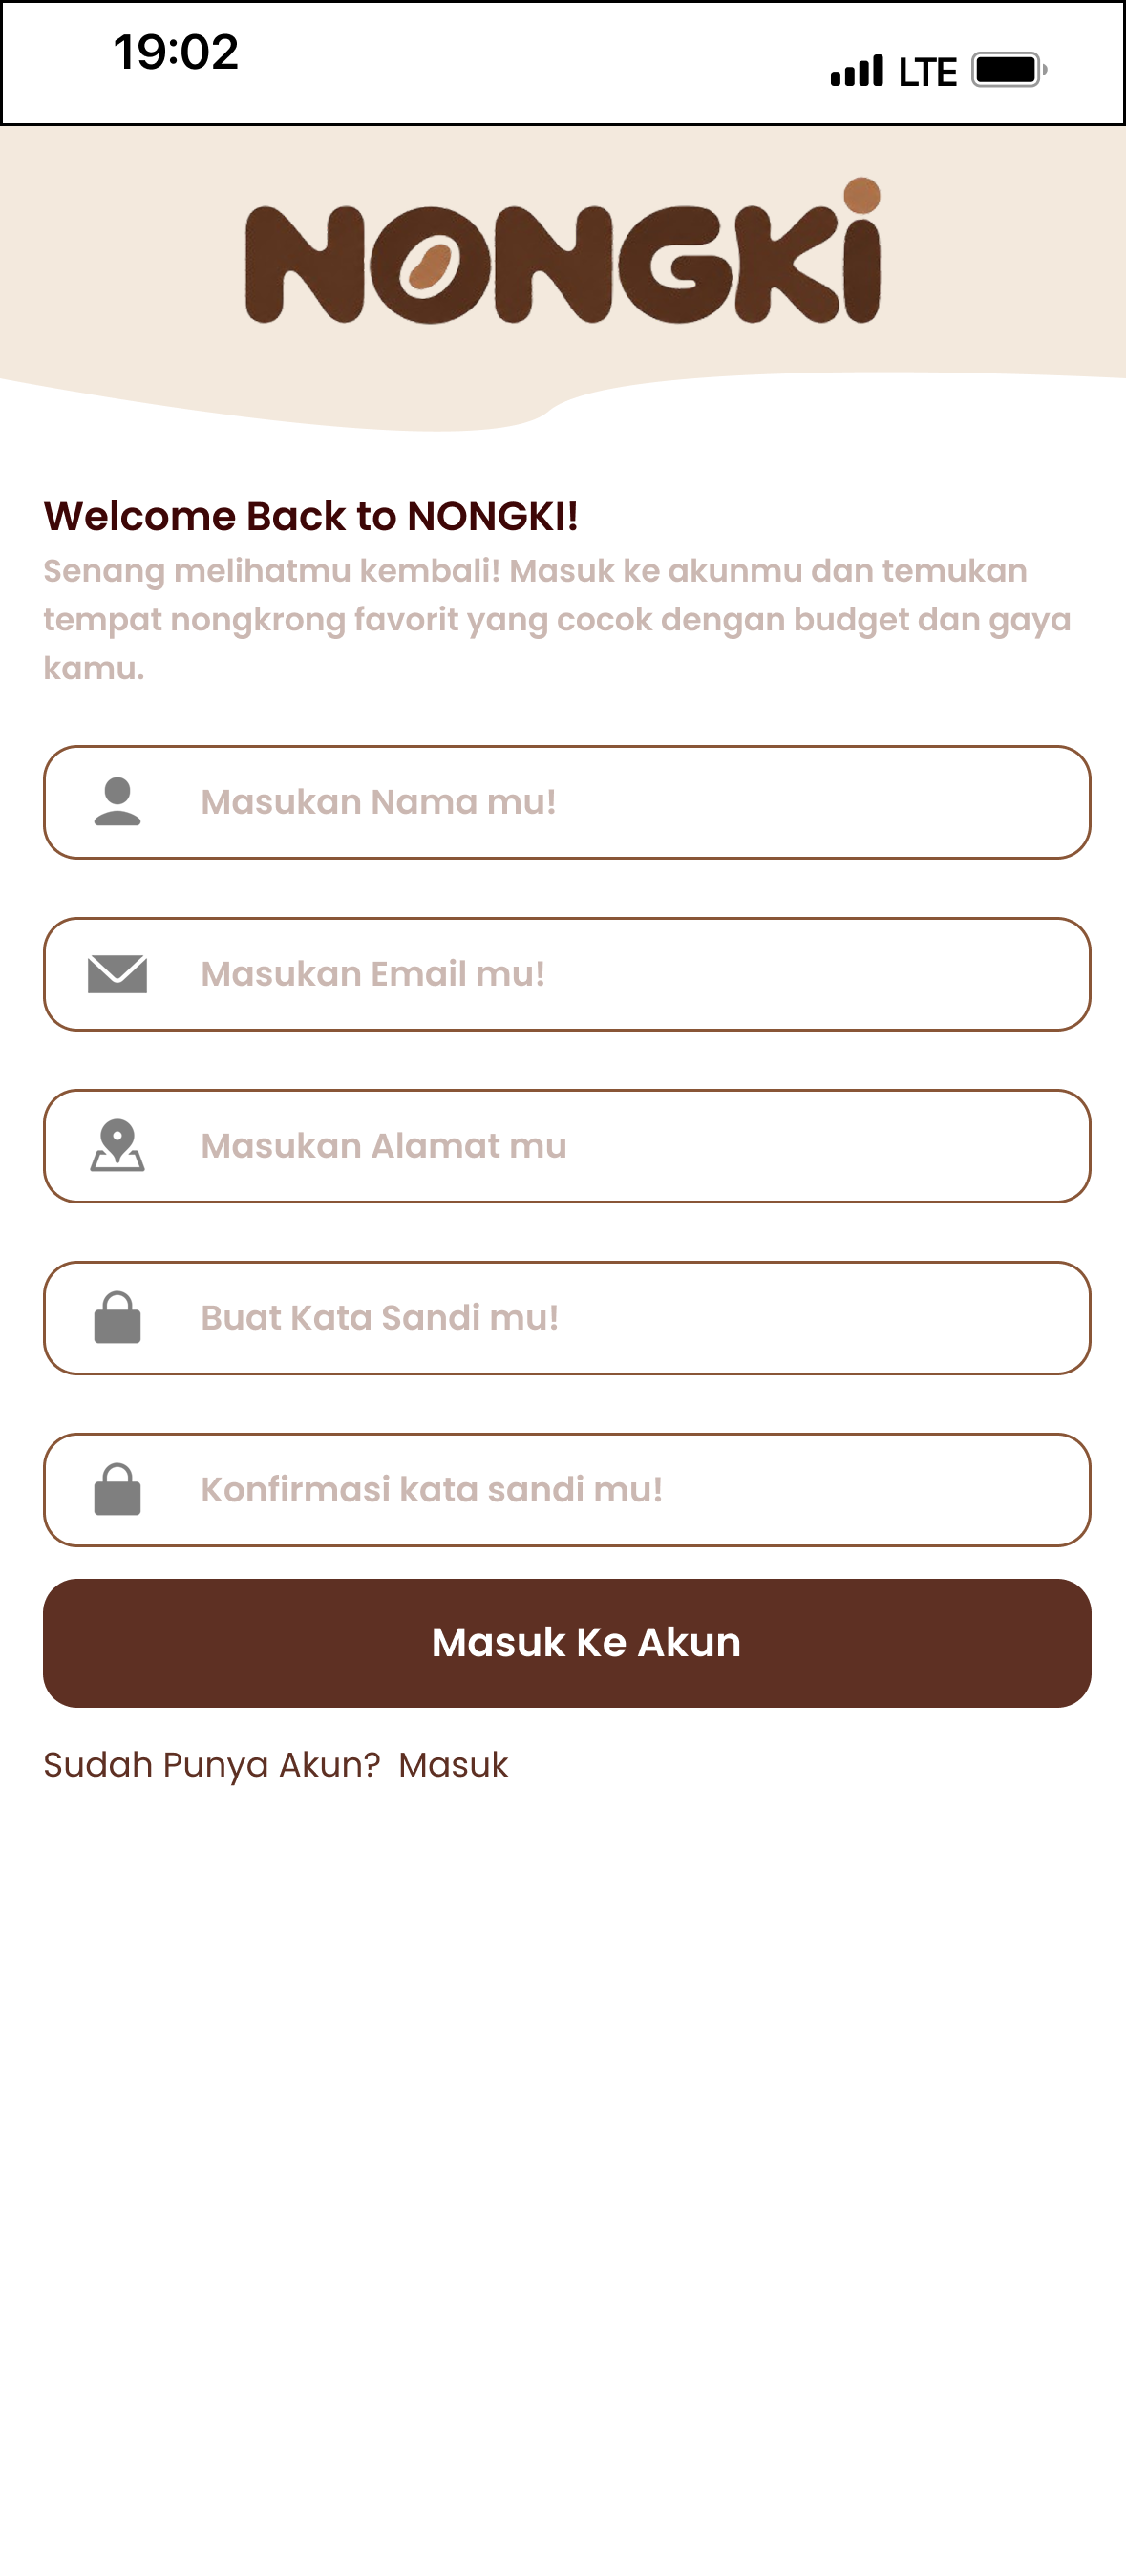 19:02
LTE
NONGKi
Welcome Back to NONGKI!
Senang melihatmu kembali! Masuk ke akunmu dan temukan
tempat nongkrong favorit yang cocok dengan budget dan gaya
kamu.
Masukan Nama mu!
Masukan Email mu!
Masukan Alamat mu
Buat Kata Sandi mu!
Konfirmasi kata sandi mu!
Masuk Ke Akun
Sudah Punya Akun? Masuk